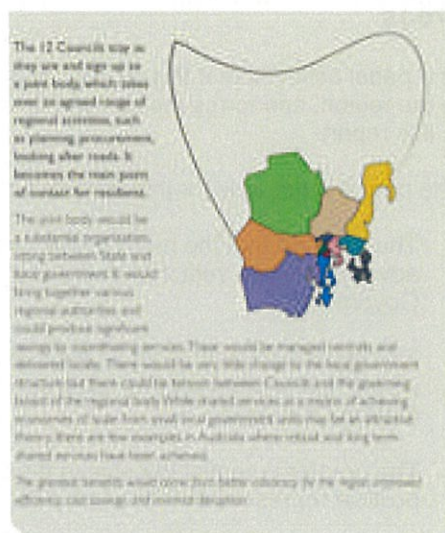 The 12 Councils stay as
they are and sign up to
a joint body, which takes
over an agreed range of
regional activities, such
as planning, procurement,
looking after roads. It
becomes the main point
of contact for residents.
The joint body would be
a substantial organisation,
sitting between State and
local government. It would
bring together various
regional authorities and
could produce significant
savings by coordinating services. These would be managed centrally and
delivered locally. There would be very little change to the local government
structure but there could be tension between Councils and the governing
board of the regional body. While shared services as a means of achieving
economies of scale from small local government units may be an attractive
theory, there are few examples in Australia where robust and long term
shared services have been achieved.
The greatest benefits would come from better advocacy for the region, improved
efficiency, cost savings and minimal disruption.